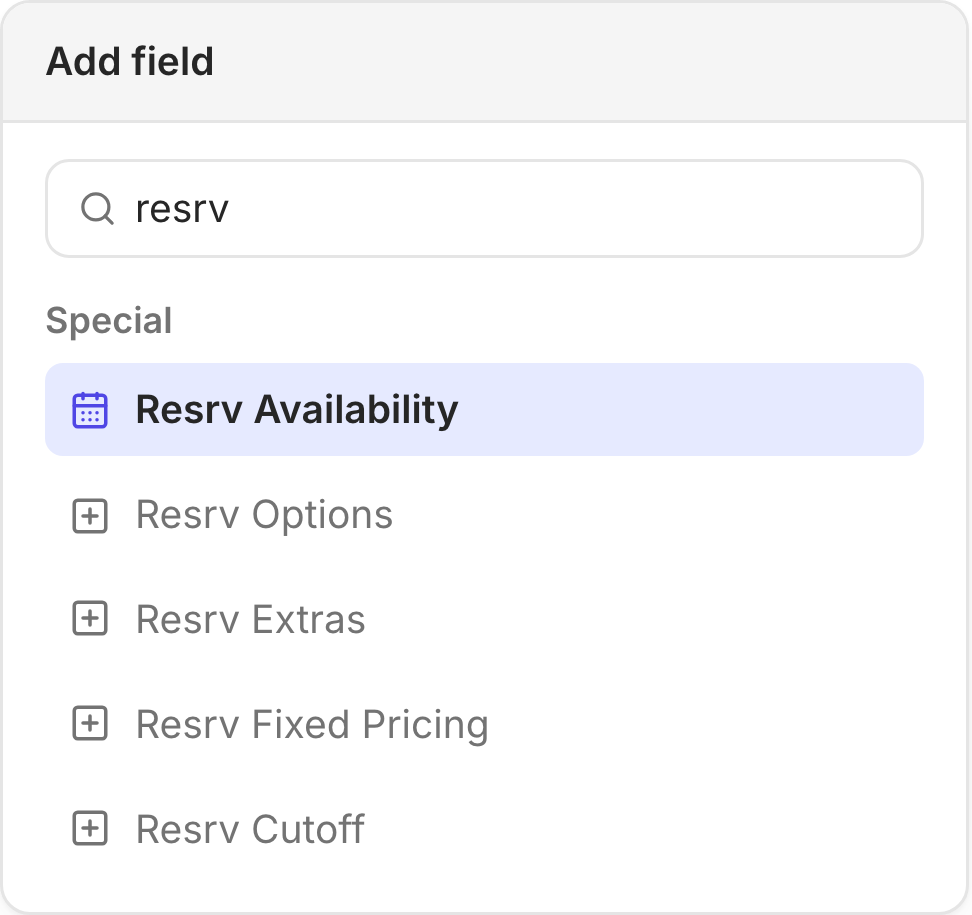 Add field
resrv
Special
Resrv Availability
Resrv Options
Resrv Extras
Resrv Fixed Pricing
Resrv Cutoff